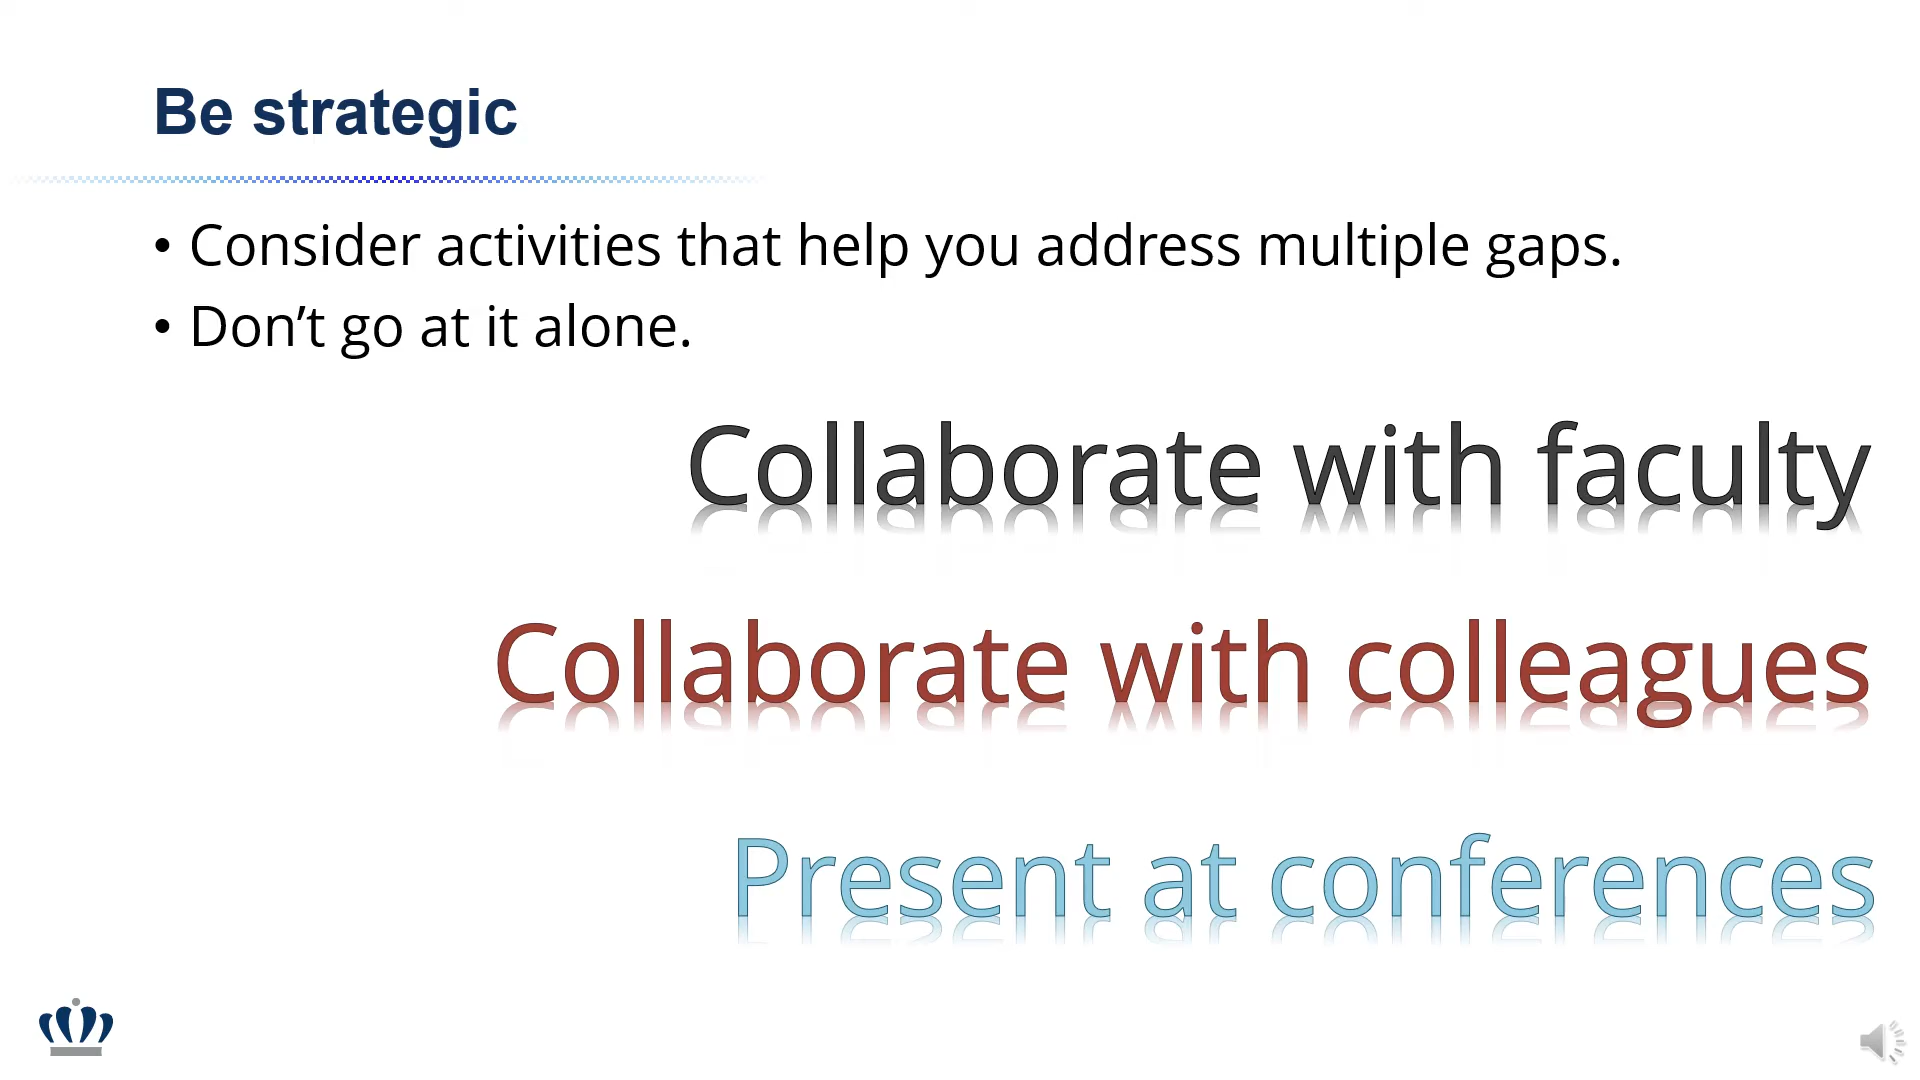 Be strategic
• Consider activities that help you address multiple gaps.
• Don’t go at it alone.
Collaborate with faculty
Collaborate with colleagues
Present at conferences